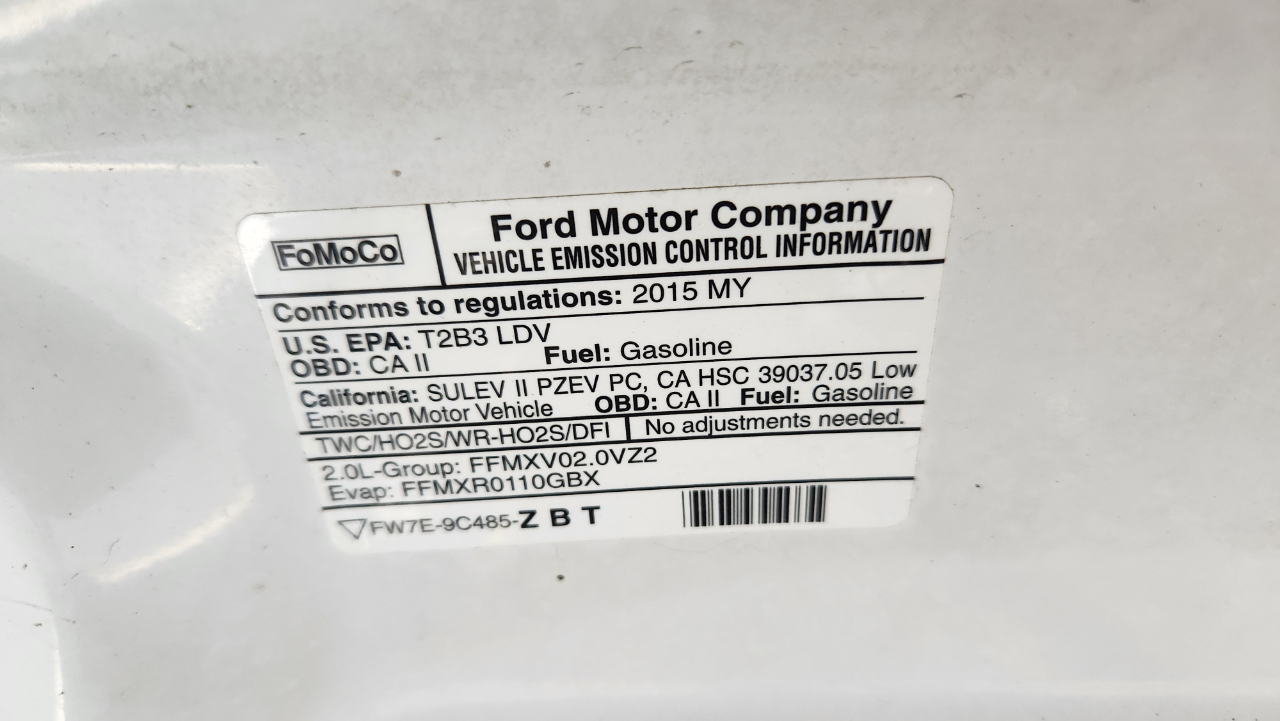 FoMoCo
Ford Motor Company
VEHICLE EMISSION CONTROL INFORMATION
Conforms to regulations: 2015 MY
U.S. EPA: T2B3 LDV
OBD: CA II Fuel: Gasoline
California: SULEV II PZEV PC, CA HSC 39037.05 Low
Emission Motor Vehicle OBD: CA II Fuel: Gasoline
TWC/HO2S/WR-HO2S/DFI No adjustments needed.
2.0L-Group: FFMXV02.0VZ2
Evap: FFMXR0110GBX
FW7E-9C485-Z B T